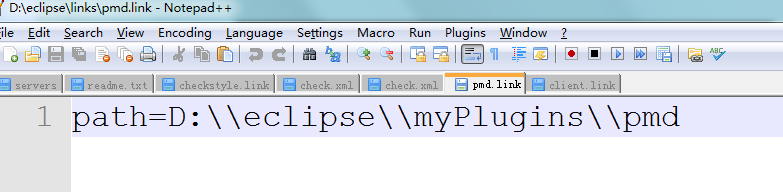 D:\eclipse\links\pmd.link - Notepad++
ile Edit Search View Encoding Language Settings Macro Run Plugins Window ?
servers readme.txt checkstyle.link check.xml check.xml pmd.link client.link
1 path=D:\\eclipse\\myPlugins\\pmd